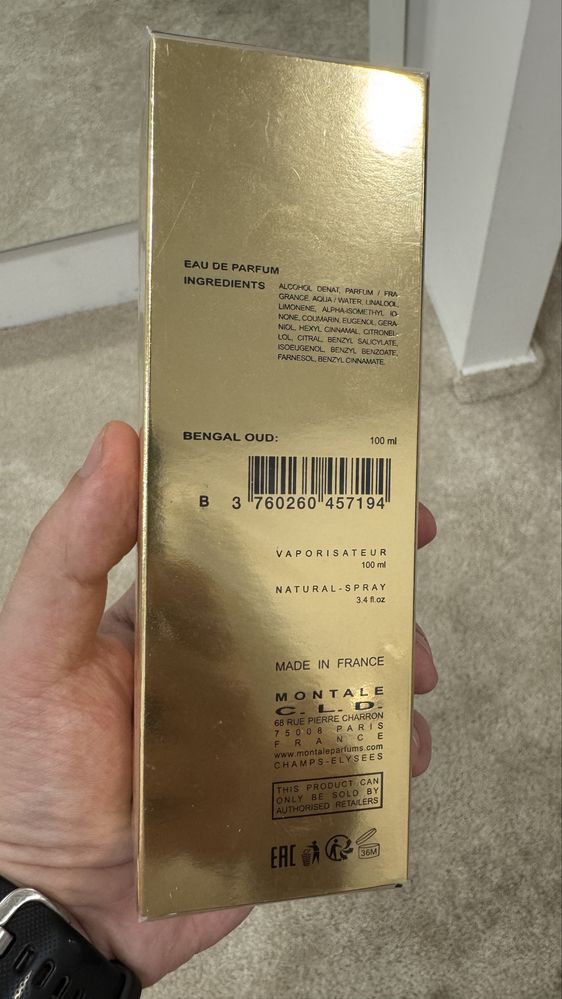 EAU DE PARFUM
INGREDIENTS
ALCOHOL DENAT, PARFUM / FRA
GRANCE, AQUA / WATER, LINALOOL,
LIMONENE, ALPHA-ISOMETHYL IO-
NONE, COUMARIN, EUGENOL, GERA-
NIOL, HEXYL CINNAMAL, CITRONEL-
LOL, CITRAL, BENZYL SALICYLATE,
ISOEUGENOL, BENZYL BENZOATE,
FARNESOL, BENZYL CINNAMATE.
BENGAL OUD:
100 ml
B 3 760260 457194
VAPORISATEUR
100 ml
NATURAL-SPRAY
3.4 fl.oz
MADE IN FRANCE
MONTALE
C. L. D.
68 RUE PIERRE CHARRON
75008 PARIS
FRANCE
www.montaleparfums.com
CHAMPS-ELYSEES
THIS PRODUCT CAN
ONLY BE SOLD BY
AUTHORISED RETAILERS
EAC
36M